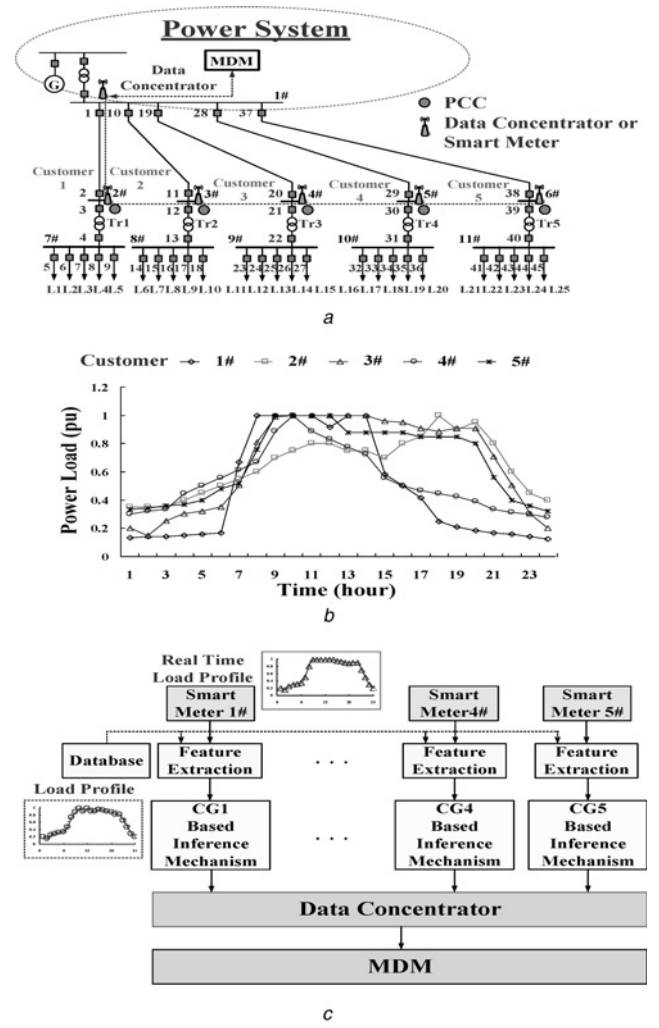 Power System
MDM
Data
Concentrator
G
1#
1 10 19 28 37
PCC
Data Concentrator or
Smart Meter
Customer 1
Customer 2
Customer 3
Customer 4
Customer 5
2 2# 11 3# 20 4# 29 5# 38 6#
3 12 21 30 39
Tr1 Tr2 Tr3 Tr4 Tr5
7# 4 8# 13 9# 22 10# 31 11# 40
5 6 7 8 9 14 15 16 17 18 23 24 25 26 27 32 33 34 35 36 41 42 43 44 45
L1 L2 L3 L4 L5 L6 L7 L8 L9 L10 L11 L12 L13 L14 L15 L16 L17 L18 L19 L20 L21 L22 L23 L24 L25
a
Customer 1# 2# 3# 4# 5#
Power Load (pu)
1.2
1
0.8
0.6
0.4
0.2
0
1 3 5 7 9 11 13 15 17 19 21 23
Time (hour)
b
Real Time
Load Profile
Smart Meter 1#
Smart Meter4#
Smart Meter 5#
Database
Feature Extraction
. . .
Feature Extraction
Feature Extraction
Load Profile
CG1 Based Inference Mechanism
. . .
CG4 Based Inference Mechanism
CG5 Based Inference Mechanism
Data Concentrator
MDM
c